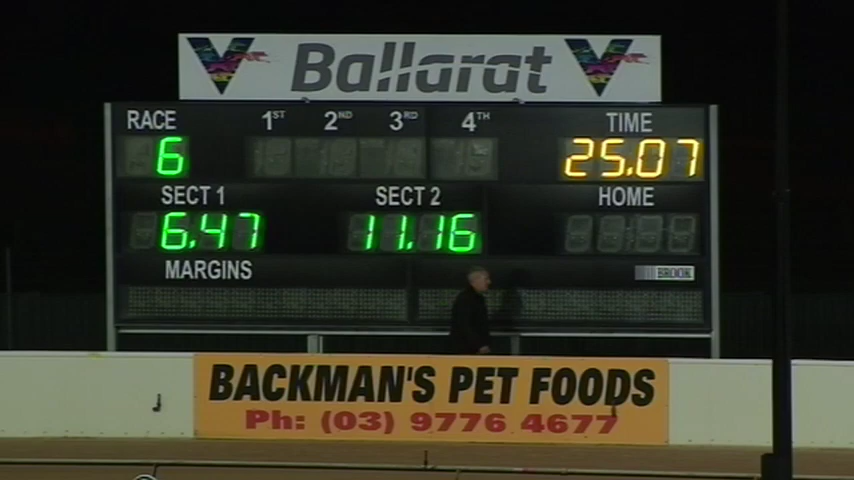 Ballarat
RACE 1ST 2ND 3RD 4TH TIME
6 25.07
SECT 1 SECT 2 HOME
6.47 11.16
MARGINS BROOK
BACKMAN'S PET FOODS
Ph: (03) 9776 4677